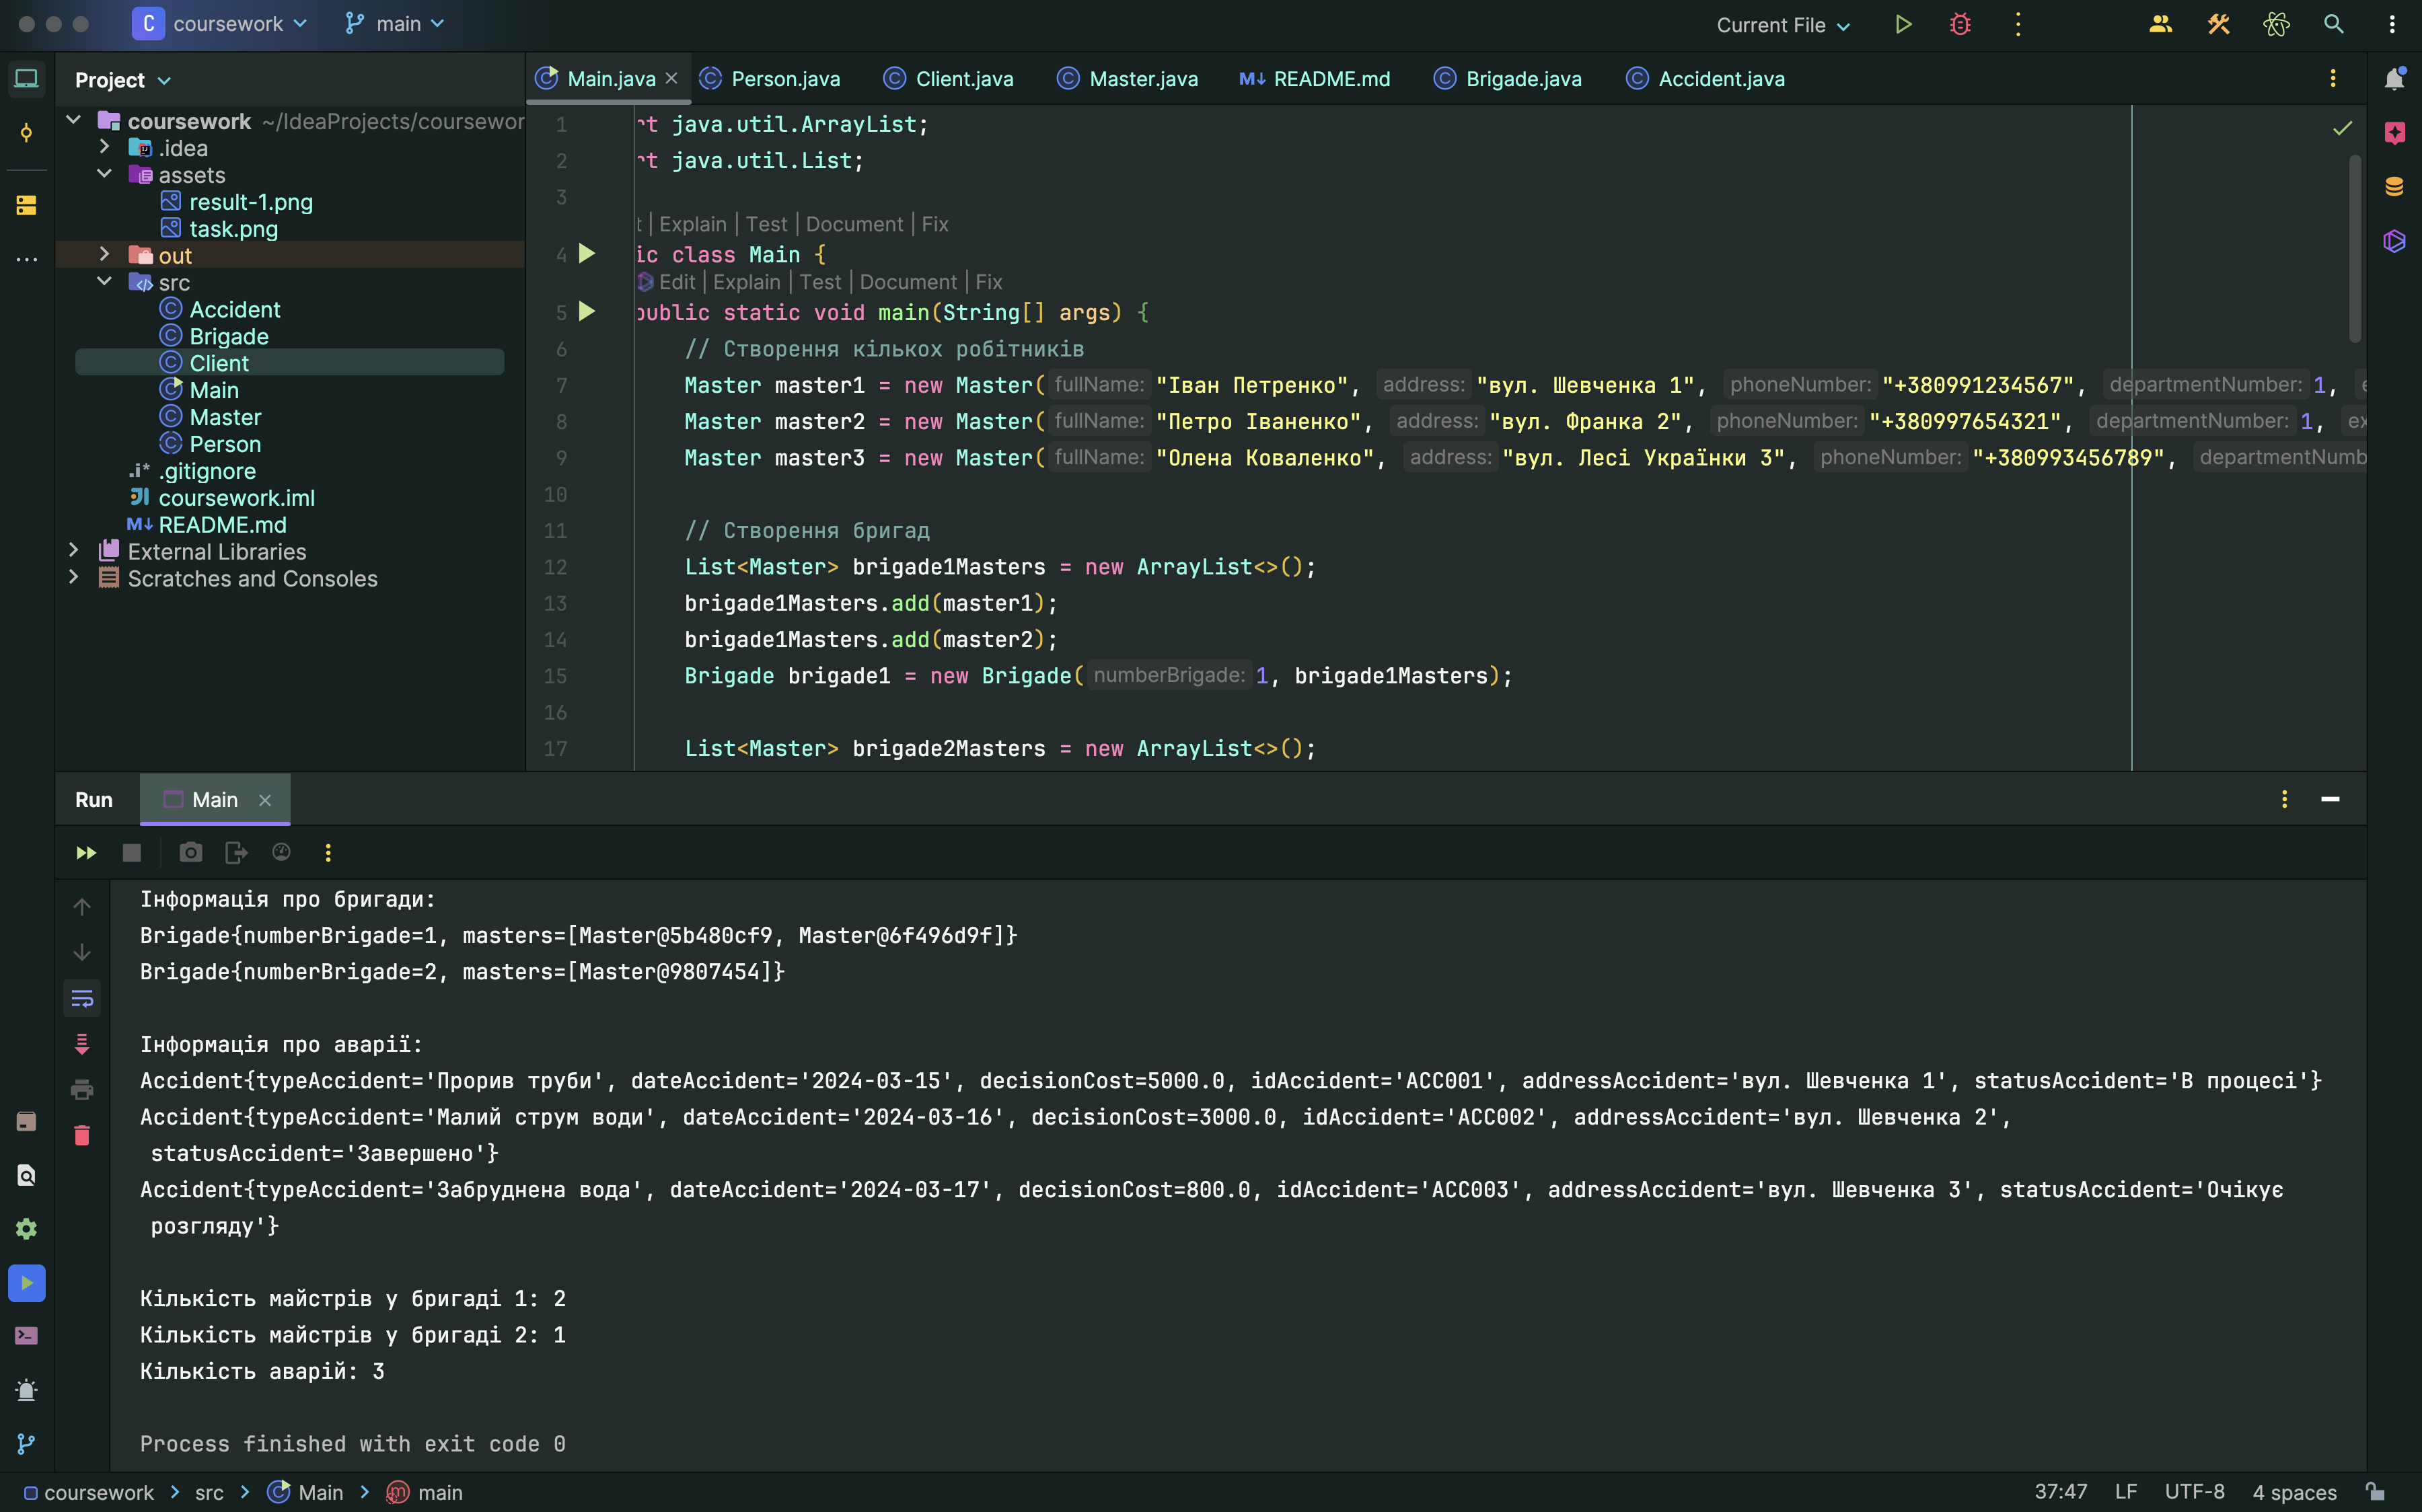 C coursework main Current File
Project
coursework ~/IdeaProjects/coursewor
.idea
assets
result-1.png
task.png
out
src
Accident
Brigade
Client
Main
Master
Person
.gitignore
coursework.iml
M↓ README.md
External Libraries
Scratches and Consoles
Main.java Person.java Client.java Master.java M↓ README.md Brigade.java Accident.java
1 rt java.util.ArrayList;
2 rt java.util.List;
3
t | Explain | Test | Document | Fix
4 ic class Main {
Edit | Explain | Test | Document | Fix
5 public static void main(String[] args) {
6 // Створення кількох робітників
7 Master master1 = new Master( fullName: "Іван Петренко", address: "вул. Шевченка 1", phoneNumber: "+380991234567", departmentNumber: 1, e
8 Master master2 = new Master( fullName: "Петро Іваненко", address: "вул. Франка 2", phoneNumber: "+380997654321", departmentNumber: 1, ex
9 Master master3 = new Master( fullName: "Олена Коваленко", address: "вул. Лесі Українки 3", phoneNumber: "+380993456789", departmentNumb
10
11 // Створення бригад
12 List<Master> brigade1Masters = new ArrayList<>();
13 brigade1Masters.add(master1);
14 brigade1Masters.add(master2);
15 Brigade brigade1 = new Brigade( numberBrigade: 1, brigade1Masters);
16
17 List<Master> brigade2Masters = new ArrayList<>();
Run Main
Інформація про бригади:
Brigade{numberBrigade=1, masters=[Master@5b480cf9, Master@6f496d9f]}
Brigade{numberBrigade=2, masters=[Master@9807454]}
Інформація про аварії:
Accident{typeAccident='Прорив труби', dateAccident='2024-03-15', decisionCost=5000.0, idAccident='ACC001', addressAccident='вул. Шевченка 1', statusAccident='В процесі'}
Accident{typeAccident='Малий струм води', dateAccident='2024-03-16', decisionCost=3000.0, idAccident='ACC002', addressAccident='вул. Шевченка 2',
statusAccident='Завершено'}
Accident{typeAccident='Забруднена вода', dateAccident='2024-03-17', decisionCost=800.0, idAccident='ACC003', addressAccident='вул. Шевченка 3', statusAccident='Очікує
розгляду'}
Кількість майстрів у бригаді 1: 2
Кількість майстрів у бригаді 2: 1
Кількість аварій: 3
Process finished with exit code 0
coursework > src > Main > main 37:47 LF UTF-8 4 spaces